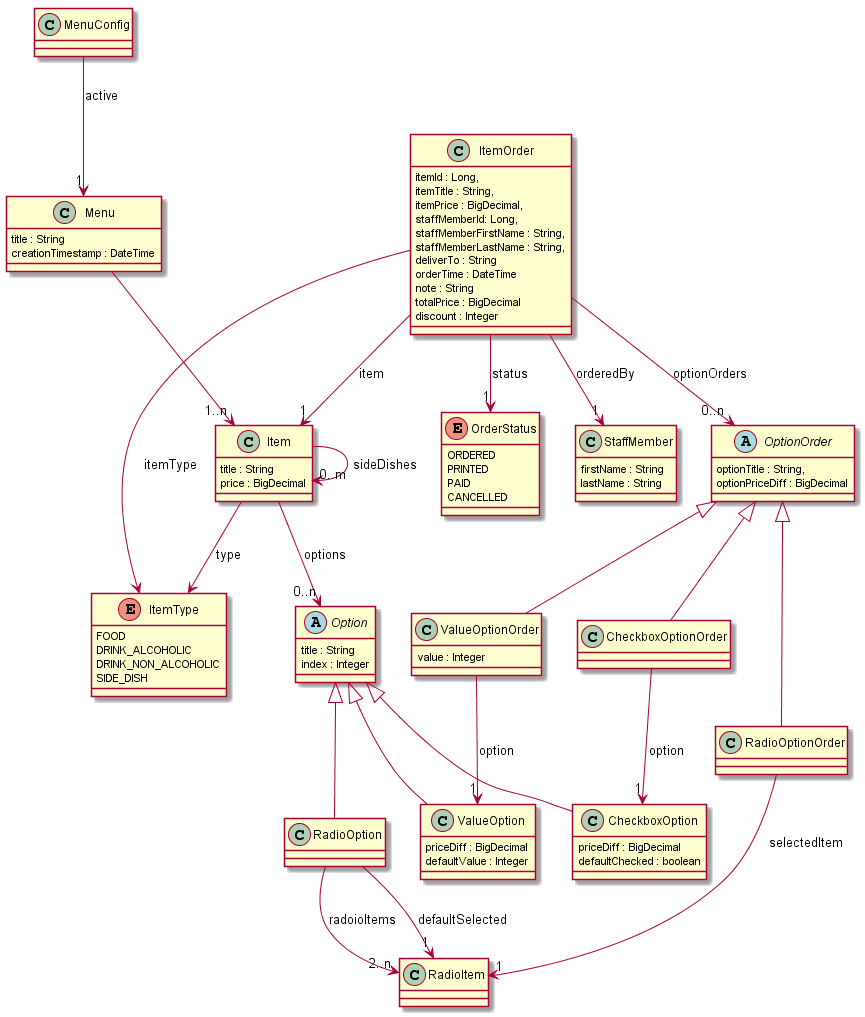 C MenuConfig
active
1
C Menu
title : String
creationTimestamp : DateTime
C ItemOrder
itemId : Long,
itemTitle : String,
itemPrice : BigDecimal,
staffMemberId: Long,
staffMemberFirstName : String,
staffMemberLastName : String,
deliverTo : String
orderTime : DateTime
note : String
totalPrice : BigDecimal
discount : Integer
item
status
orderedBy
optionOrders
1..n
1
1
1
0..n
C Item
title : String
price : BigDecimal
0..m
sideDishes
itemType
E OrderStatus
ORDERED
PRINTED
PAID
CANCELLED
C StaffMember
firstName : String
lastName : String
A OptionOrder
optionTitle : String,
optionPriceDiff : BigDecimal
type
options
0..n
E ItemType
FOOD
DRINK_ALCOHOLIC
DRINK_NON_ALCOHOLIC
SIDE_DISH
A Option
title : String
index : Integer
C ValueOptionOrder
value : Integer
C CheckboxOptionOrder
C RadioOptionOrder
option
1
option
1
C RadioOption
C ValueOption
priceDiff : BigDecimal
defaultValue : Integer
C CheckboxOption
priceDiff : BigDecimal
defaultChecked : boolean
selectedItem
radoioItems
defaultSelected
2..n
1
1
C RadioItem